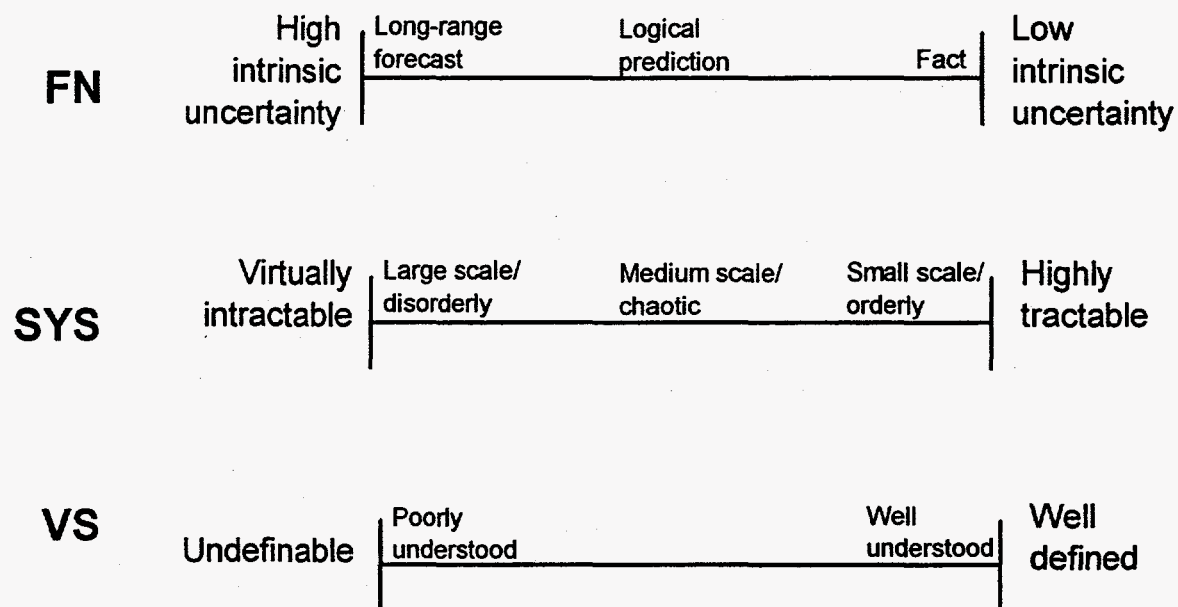 FN
High
intrinsic
uncertainty
Long-range
forecast
Logical
prediction
Fact
Low
intrinsic
uncertainty
SYS
Virtually
intractable
Large scale/
disorderly
Medium scale/
chaotic
Small scale/
orderly
Highly
tractable
VS
Undefinable
Poorly
understood
Well
understood
Well
defined